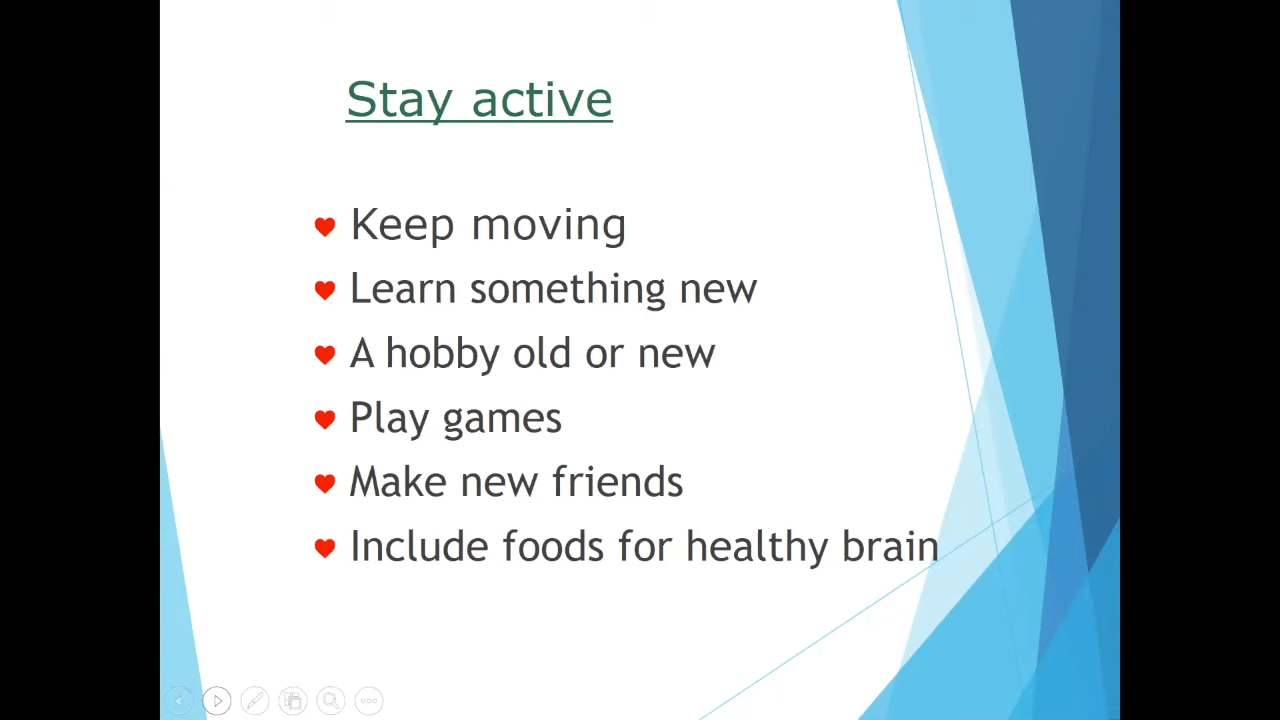 Stay active
Keep moving
Learn something new
A hobby old or new
Play games
Make new friends
Include foods for healthy brain